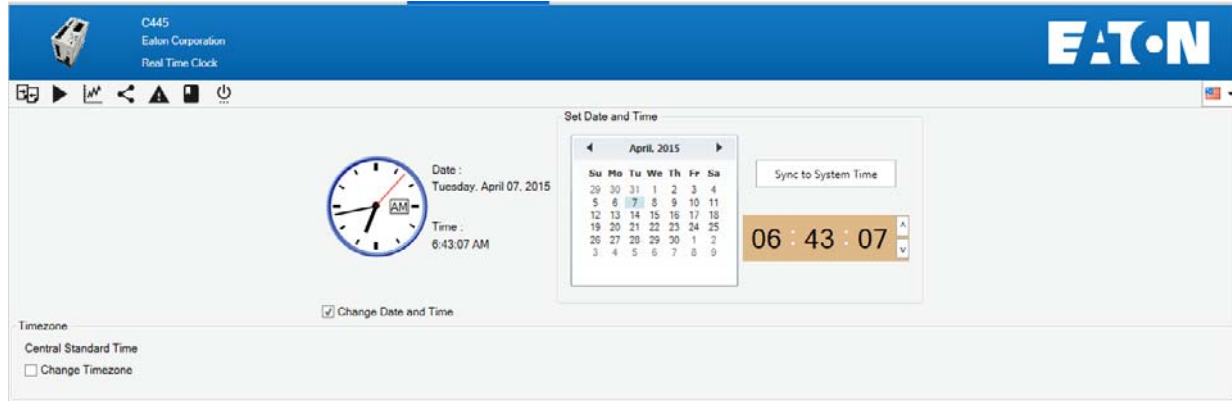 C445
Eaton Corporation
Real Time Clock
EATON
Set Date and Time
April, 2015
Su Mo Tu We Th Fr Sa
29 30 31 1 2 3 4
5 6 7 8 9 10 11
12 13 14 15 16 17 18
19 20 21 22 23 24 25
26 27 28 29 30 1 2
3 4 5 6 7 8 9
Sync to System Time
06 : 43 : 07
AM
Date :
Tuesday, April 07, 2015
Time :
6:43:07 AM
Change Date and Time
Timezone
Central Standard Time
Change Timezone